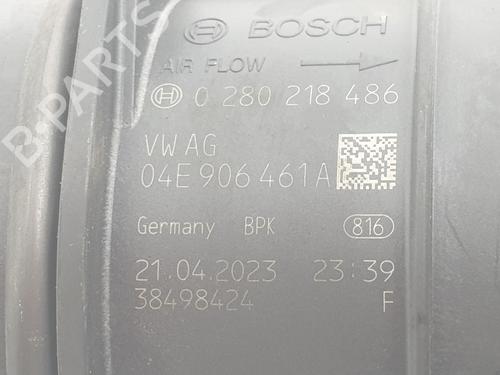 BOSCH
AIR FLOW
0 280 218 486
VW AG
04E 906 461 A
Germany BPK 816
21.04.2023 23:39
38498424 F
B-PARTS